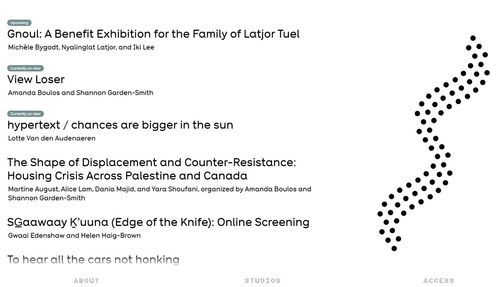 Upcoming
Gnoul: A Benefit Exhibition for the Family of Latjor Tuel
Michèle Bygodt, Nyalinglat Latjor, and Iki Lee
Currently on view
View Loser
Amanda Boulos and Shannon Garden-Smith
Currently on view
hypertext / chances are bigger in the sun
Lotte Van den Audenaeren
The Shape of Displacement and Counter-Resistance:
Housing Crisis Across Palestine and Canada
Martine August, Alice Lam, Dania Majid, and Yara Shoufani, organized by Amanda Boulos and
Shannon Garden-Smith
SG̲aawaay Ḵ'uuna (Edge of the Knife): Online Screening
Gwaai Edenshaw and Helen Haig-Brown
To hear all the cars not honking
ABOUT
STUDIOS
ACCESS